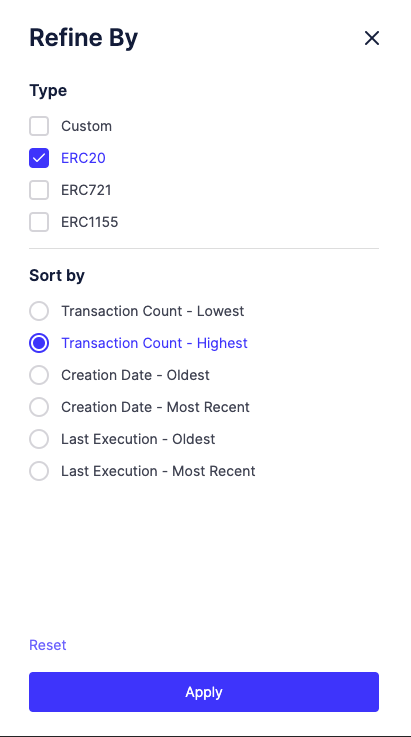 Refine By
Type
Custom
ERC20
ERC721
ERC1155
Sort by
Transaction Count - Lowest
Transaction Count - Highest
Creation Date - Oldest
Creation Date - Most Recent
Last Execution - Oldest
Last Execution - Most Recent
Reset
Apply